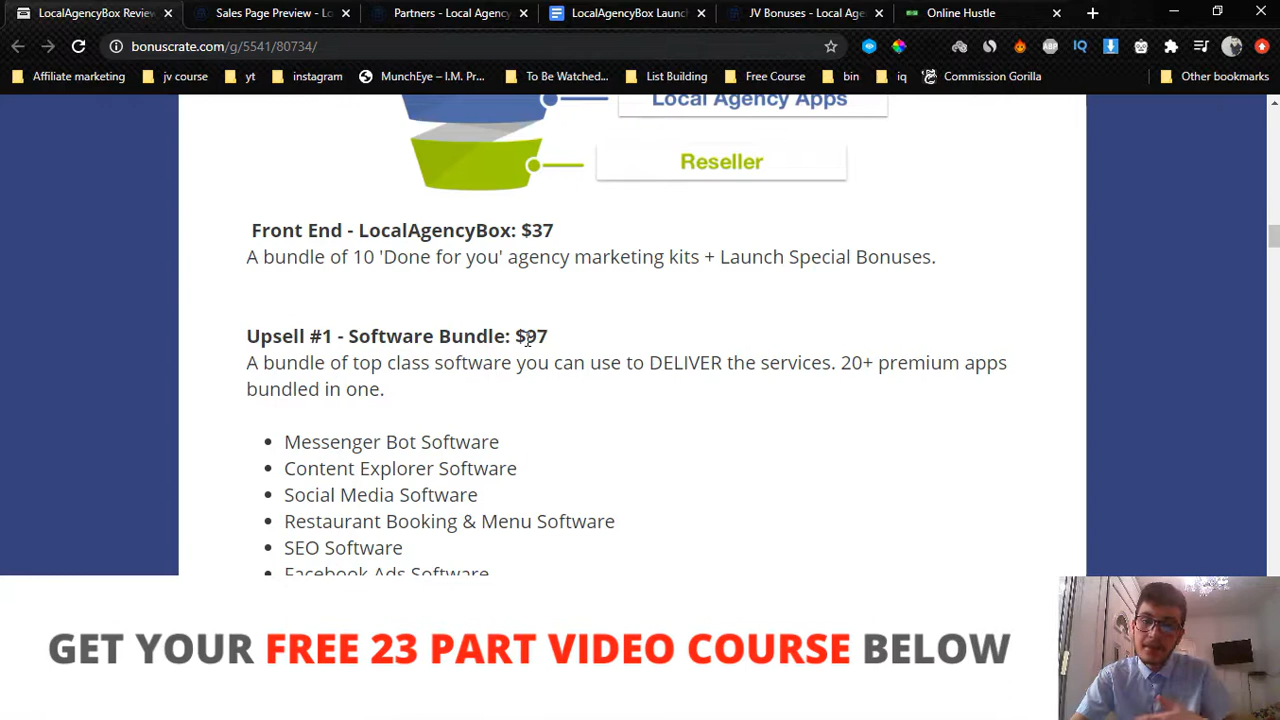 LocalAgencyBox Review
Sales Page Preview - Lo
Partners - Local Agency
LocalAgencyBox Launch
JV Bonuses - Local Age
Online Hustle
bonuscrate.com/g/5541/80734/
Affiliate marketing
jv course
yt
instagram
MunchEye – I.M. Pr...
To Be Watched...
List Building
Free Course
bin
iq
Commission Gorilla
Other bookmarks
Local Agency Apps
Reseller
Front End - LocalAgencyBox: $37
A bundle of 10 'Done for you' agency marketing kits + Launch Special Bonuses.
Upsell #1 - Software Bundle: $97
A bundle of top class software you can use to DELIVER the services. 20+ premium apps
bundled in one.
Messenger Bot Software
Content Explorer Software
Social Media Software
Restaurant Booking & Menu Software
SEO Software
Facebook Ads Software
GET YOUR FREE 23 PART VIDEO COURSE BELOW